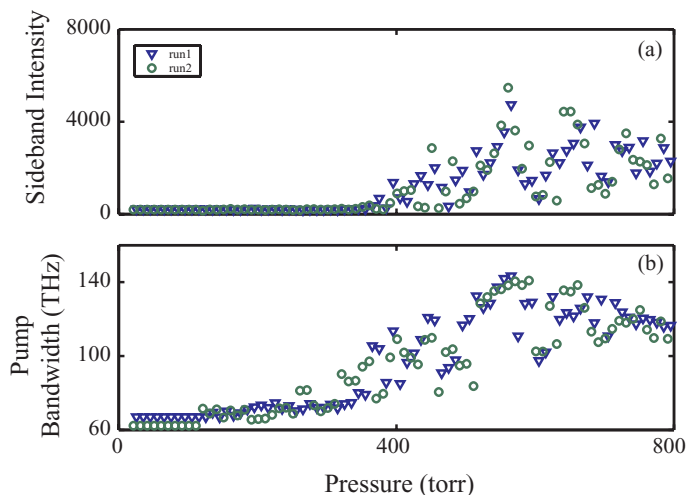 8000
(a)
run1
run2
Sideband Intensity
4000
0
(b)
140
Pump
Bandwidth (THz)
100
60
0
400
800
Pressure (torr)